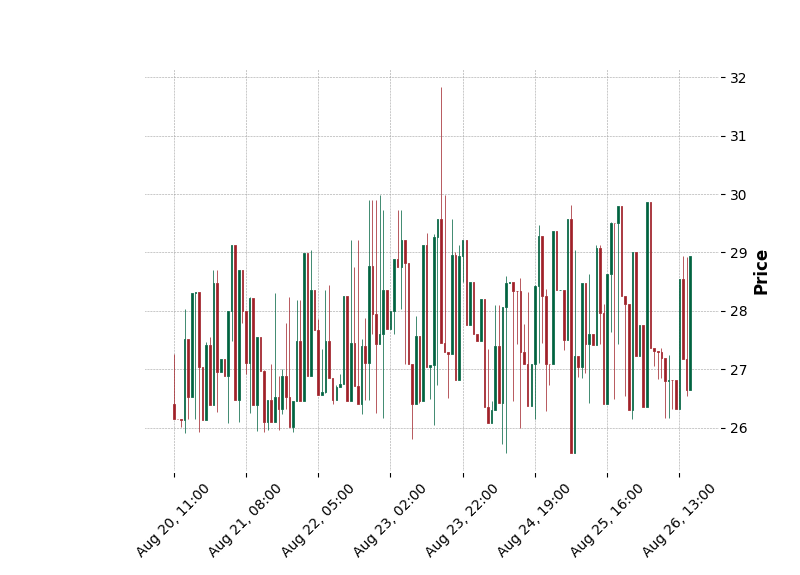 32
31
30
29
28
27
26
Price
Aug 20, 11:00
Aug 21, 08:00
Aug 22, 05:00
Aug 23, 02:00
Aug 23, 22:00
Aug 24, 19:00
Aug 25, 16:00
Aug 26, 13:00